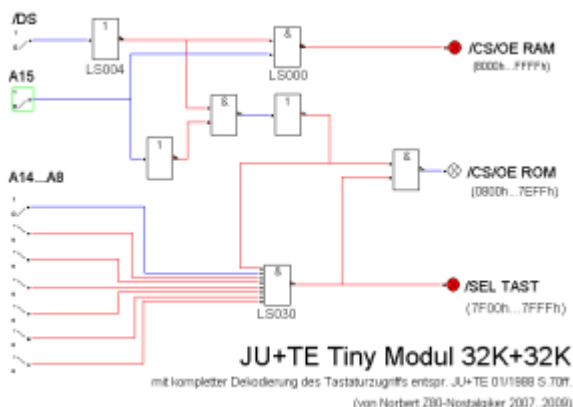 /DS
1
LS004
&
LS000
/CS/OE RAM
(8000h...FFFFh)
A15
&
1
1
&
/CS/OE ROM
(0800h...7EFFh)
A14...A8
&
LS030
/SEL TAST
(7F00h...7FFFh)
JU+TE Tiny Modul 32K+32K
mit kompletter Dekodierung des Tastaturzugriffs entspr. JU+TE 01/1988 S.70ff.
(von Norbert Z80-Nostalgiker 2007, 2009)